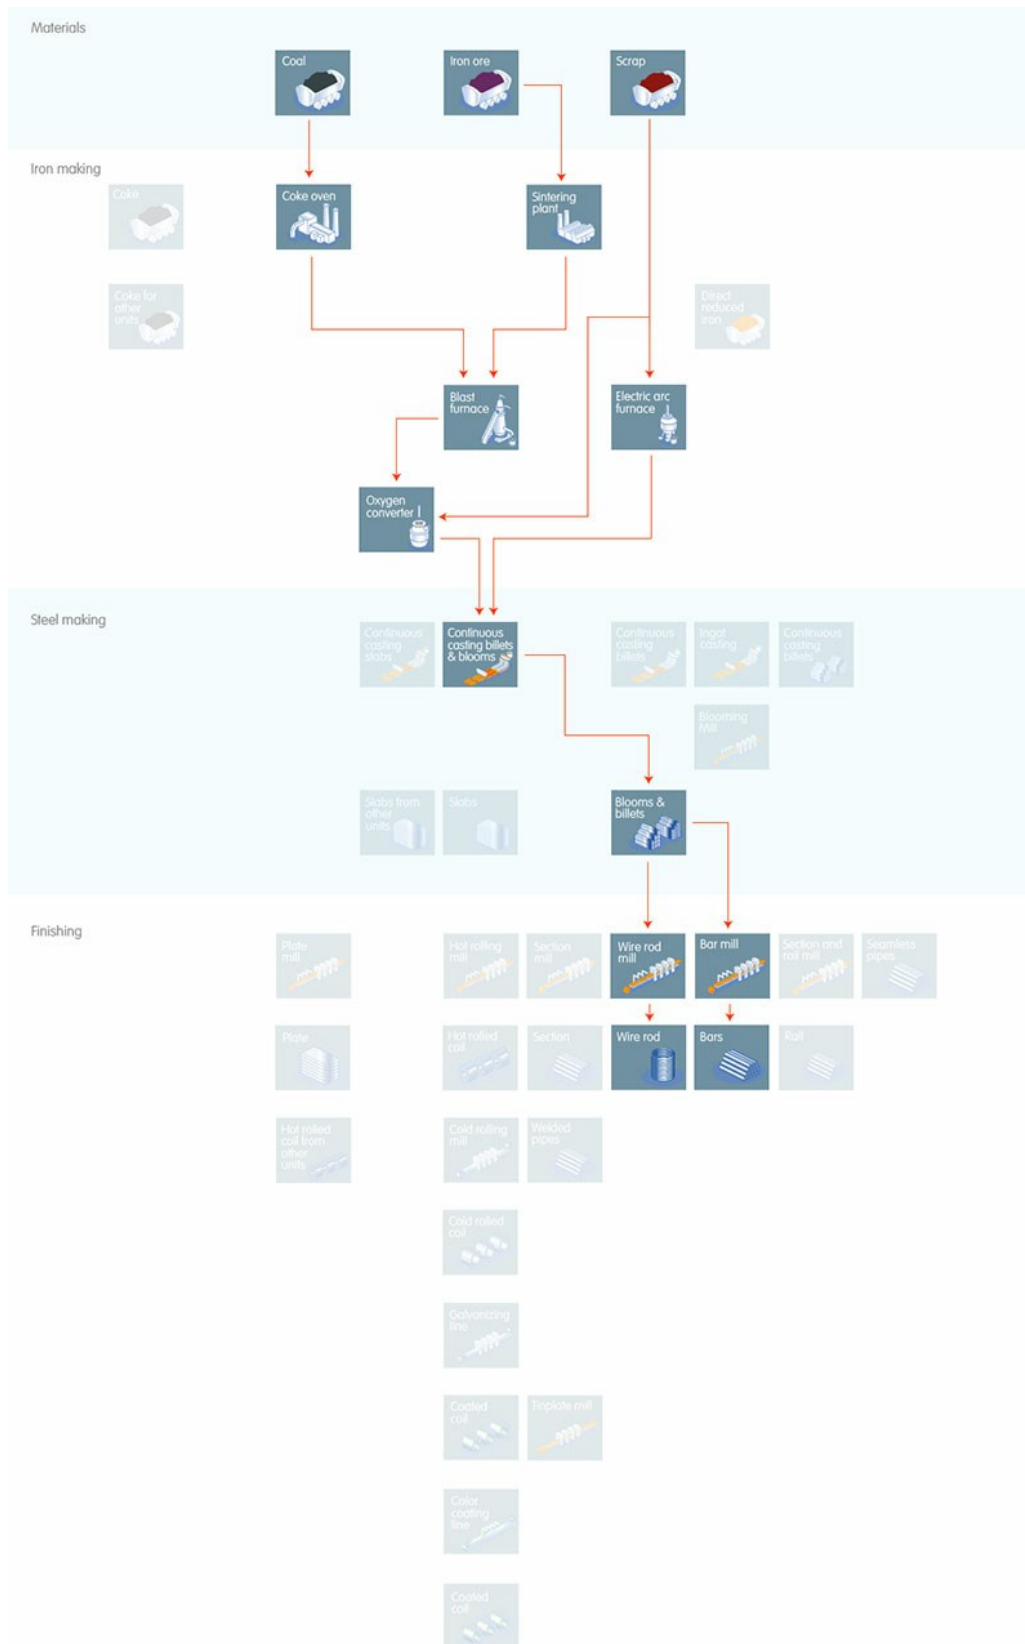 Materials
Coal
Iron ore
Scrap
Iron making
Coke
Coke oven
Sintering
plant
Coke for
other
units
Direct
reduced
iron
Blast
furnace
Electric arc
furnace
Oxygen
converter
Steel making
Continuous
casting
slabs
Continuous
casting billets
& blooms
Continuous
casting
billets
Ingot
casting
Continuous
casting
billets
Blooming
Mill
Slabs from
other
units
Slabs
Blooms &
billets
Finishing
Plate
mill
Hot rolling
mill
Section
mill
Wire rod
mill
Bar mill
Section and
rail mill
Seamless
pipes
Plate
Hot rolled
coil
Section
Wire rod
Bars
Rail
Hot rolled
coil from
other
units
Cold rolling
mill
Welded
pipes
Cold rolled
coil
Galvanizing
line
Coated
coil
Tinplate mill
Color
coating
line
Coated
coil